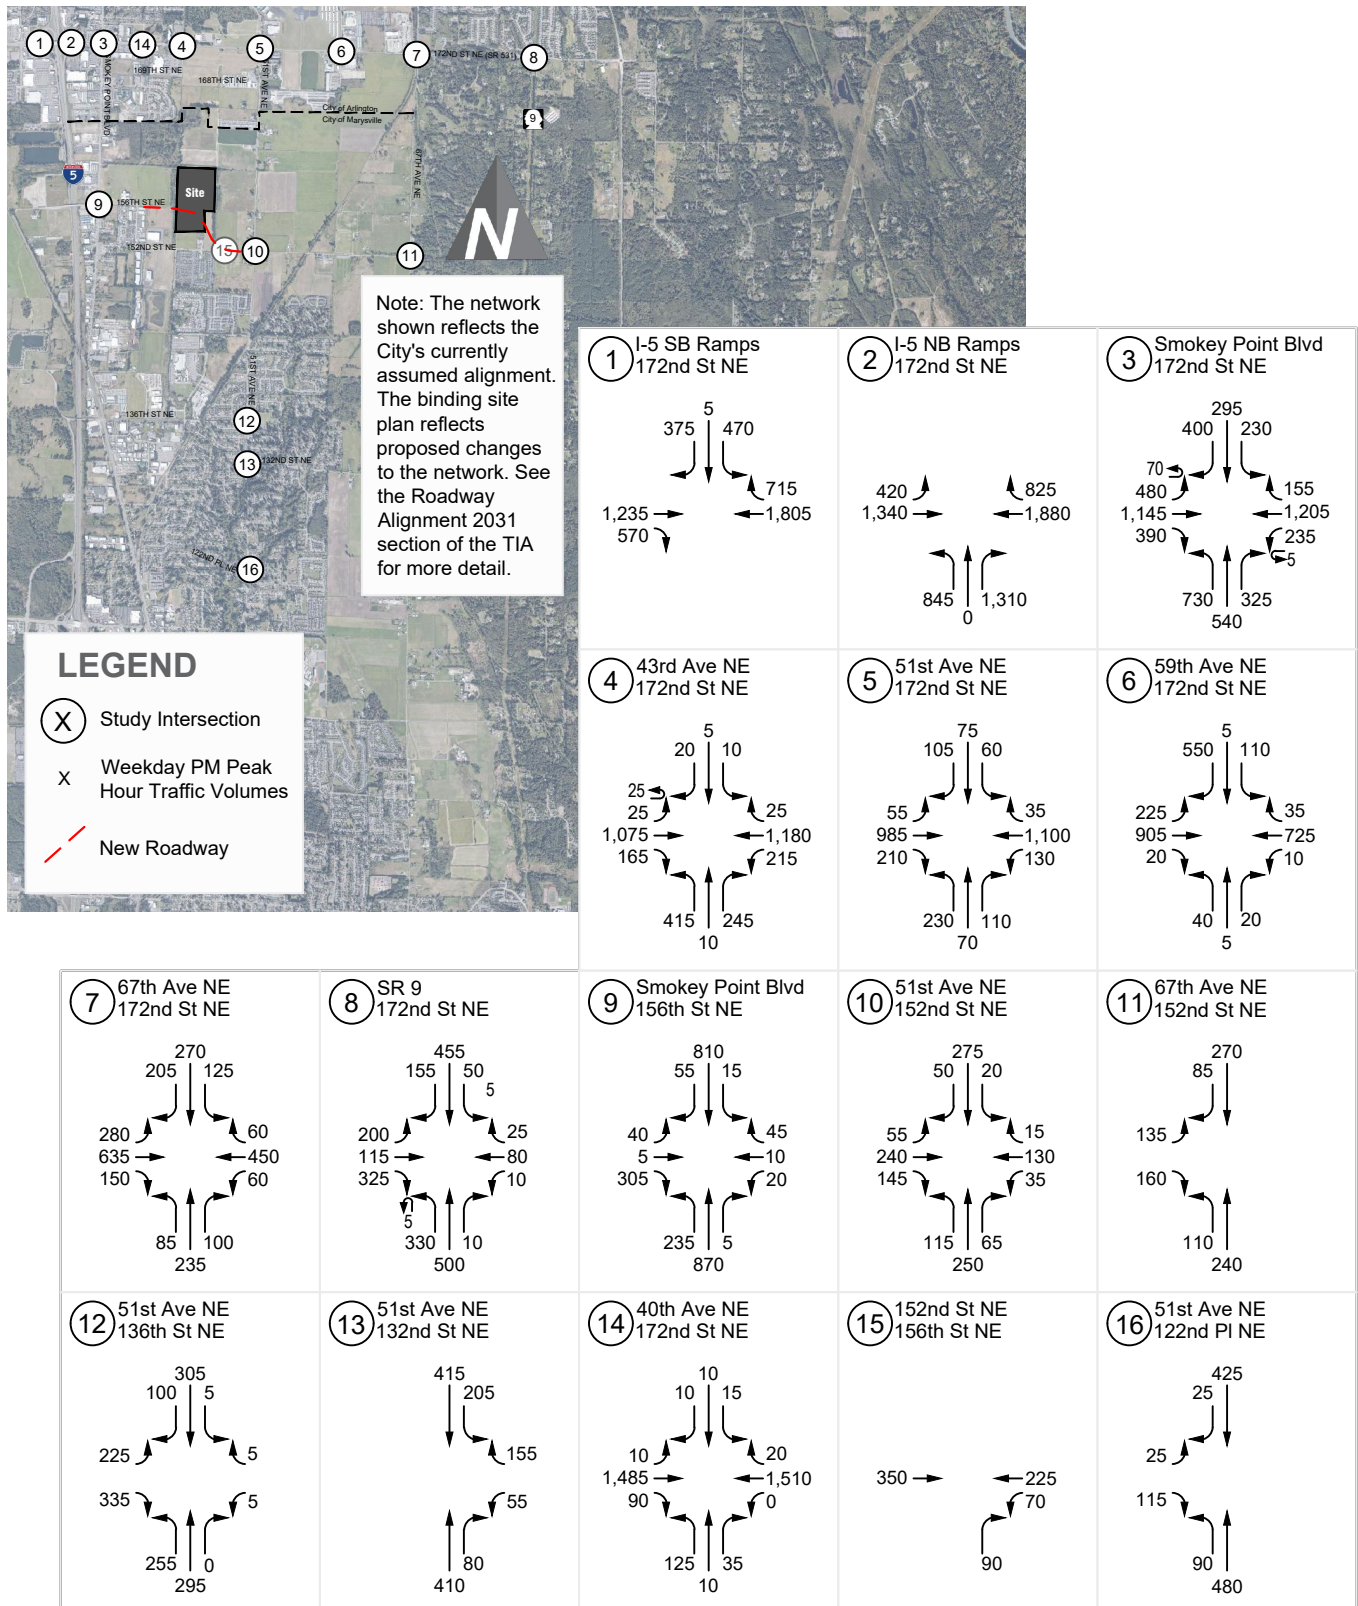 1 2 3 14 4 5 6 7 172ND ST NE (SR 531) 8
169TH ST NE
168TH ST NE
51ST AVE NE
SMOKEY POINT BLVD
City of Arlington
City of Marysville
9
67TH AVE NE
5
Site
9 156TH ST NE
152ND ST NE 15 10 11
N
51ST AVE NE
136TH ST NE 12
13 132ND ST NE
122ND PL NE 16
Note: The network
shown reflects the
City's currently
assumed alignment.
The binding site
plan reflects
proposed changes
to the network. See
the Roadway
Alignment 2031
section of the TIA
for more detail.
LEGEND
X Study Intersection
x Weekday PM Peak
Hour Traffic Volumes
New Roadway
1 I-5 SB Ramps
172nd St NE
5
375 470
715
1,235 1,805
570
2 I-5 NB Ramps
172nd St NE
420 825
1,340 1,880
845 1,310
0
3 Smokey Point Blvd
172nd St NE
295
400 230
70
480 155
1,145 1,205
390 235
5
730 325
540
4 43rd Ave NE
172nd St NE
5
20 10
25
25 25
1,075 1,180
165 215
415 245
10
5 51st Ave NE
172nd St NE
75
105 60
55 35
985 1,100
210 130
230 110
70
6 59th Ave NE
172nd St NE
5
550 110
225 35
905 725
20 10
40 20
5
7 67th Ave NE
172nd St NE
270
205 125
280 60
635 450
150 60
85 100
235
8 SR 9
172nd St NE
455
155 50
5
200 25
115 80
325 10
5
330 10
500
9 Smokey Point Blvd
156th St NE
810
55 15
40 45
5 10
305 20
235 5
870
10 51st Ave NE
152nd St NE
275
50 20
55 15
240 130
145 35
115 65
250
11 67th Ave NE
152nd St NE
270
85
135
160
110
240
12 51st Ave NE
136th St NE
305
100 5
225 5
335 5
255 0
295
13 51st Ave NE
132nd St NE
415
205
155
55
80
410
14 40th Ave NE
172nd St NE
10
10 15
10 20
1,485 1,510
90 0
125 35
10
15 152nd St NE
156th St NE
350 225
70
90
16 51st Ave NE
122nd Pl NE
425
25
25
115
90
480